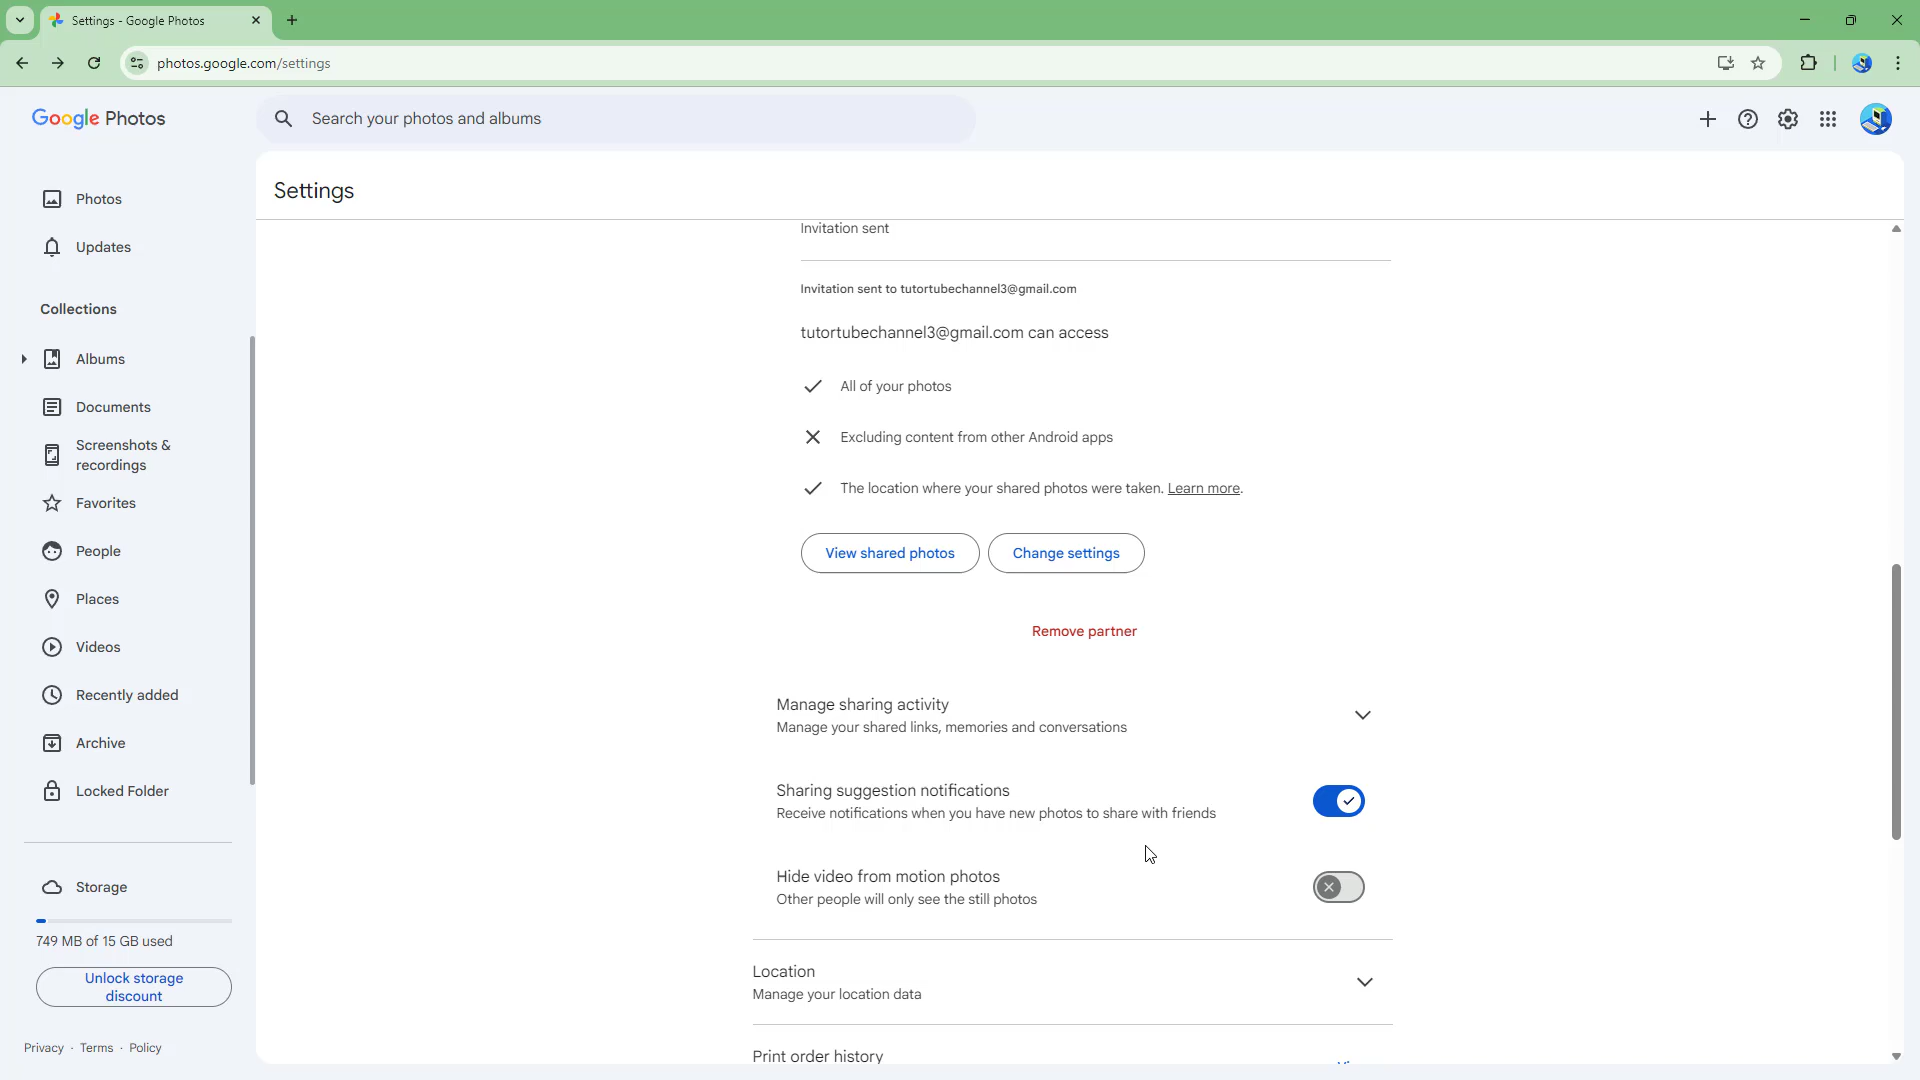 Settings - Google Photos
photos.google.com/settings
Google Photos
Search your photos and albums
Photos
Updates
Collections
Albums
Documents
Screenshots &
recordings
Favorites
People
Places
Videos
Recently added
Archive
Locked Folder
Storage
749 MB of 15 GB used
Unlock storage
discount
Privacy · Terms · Policy
Settings
Invitation sent
Invitation sent to tutortubechannel3@gmail.com
tutortubechannel3@gmail.com can access
All of your photos
Excluding content from other Android apps
The location where your shared photos were taken. Learn more.
View shared photos
Change settings
Remove partner
Manage sharing activity
Manage your shared links, memories and conversations
Sharing suggestion notifications
Receive notifications when you have new photos to share with friends
Hide video from motion photos
Other people will only see the still photos
Location
Manage your location data
Print order history